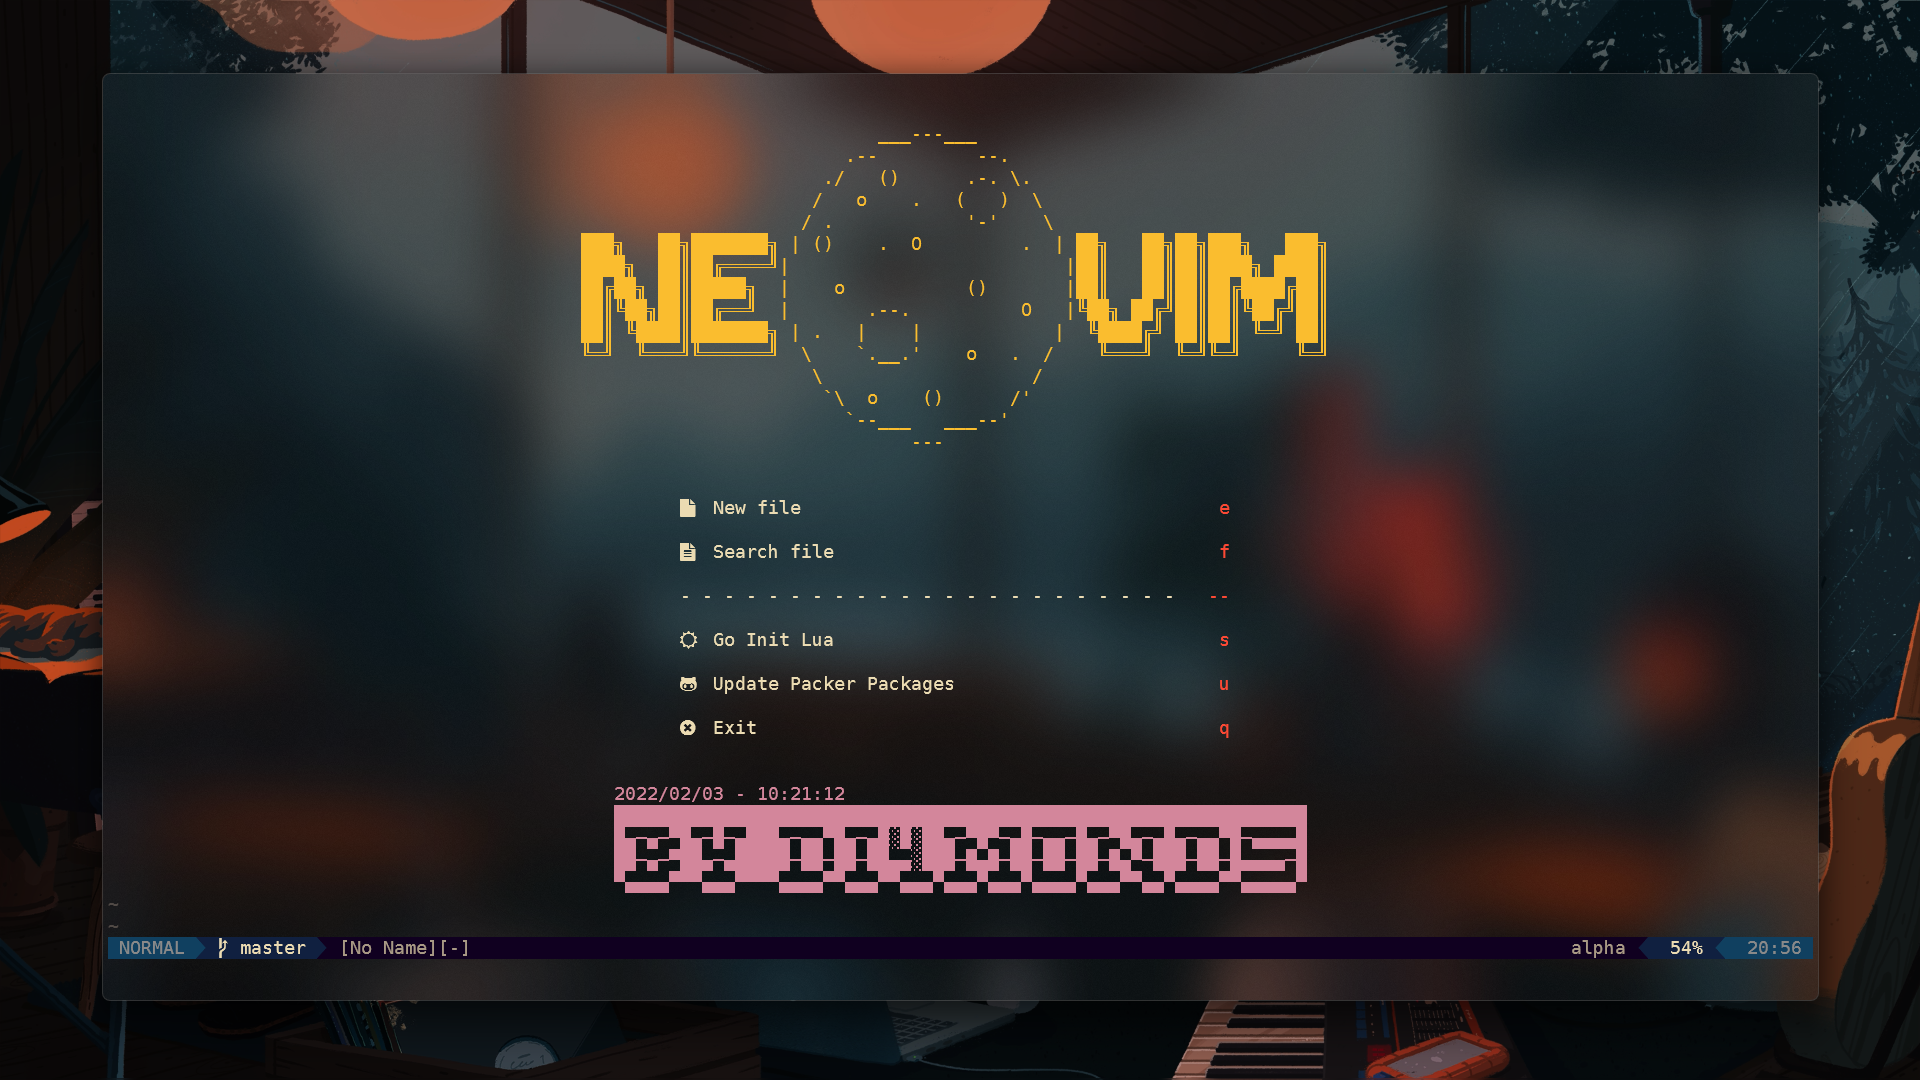 NEOVIM
New file e
Search file f
- - - - - - - - - - - - - - - - - - - - - - - --
Go Init Lua s
Update Packer Packages u
Exit q
2022/02/03 - 10:21:12
BY DI4MONDS
~
~
NORMAL master [No Name][-] alpha 54% 20:56